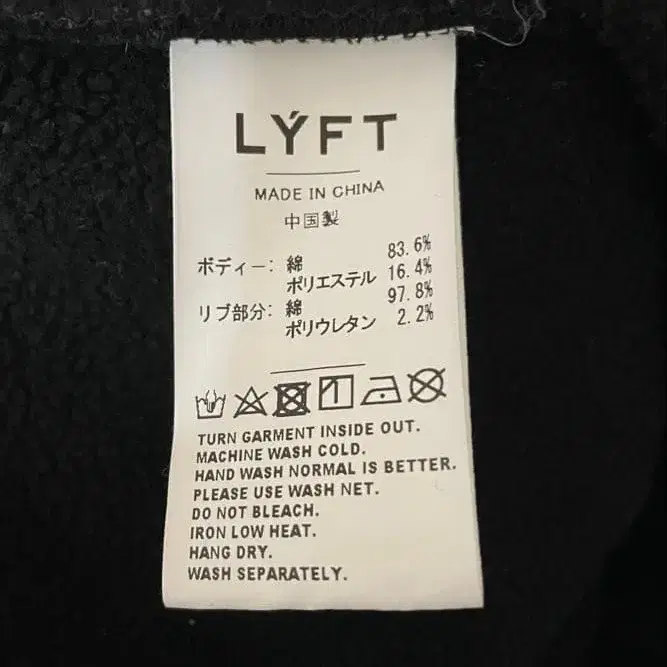 LÝFT
MADE IN CHINA
中国製
ボディー: 綿 83.6%
ポリエステル 16.4%
リブ部分: 綿 97.8%
ポリウレタン 2.2%
TURN GARMENT INSIDE OUT.
MACHINE WASH COLD.
HAND WASH NORMAL IS BETTER.
PLEASE USE WASH NET.
DO NOT BLEACH.
IRON LOW HEAT.
HANG DRY.
WASH SEPARATELY.